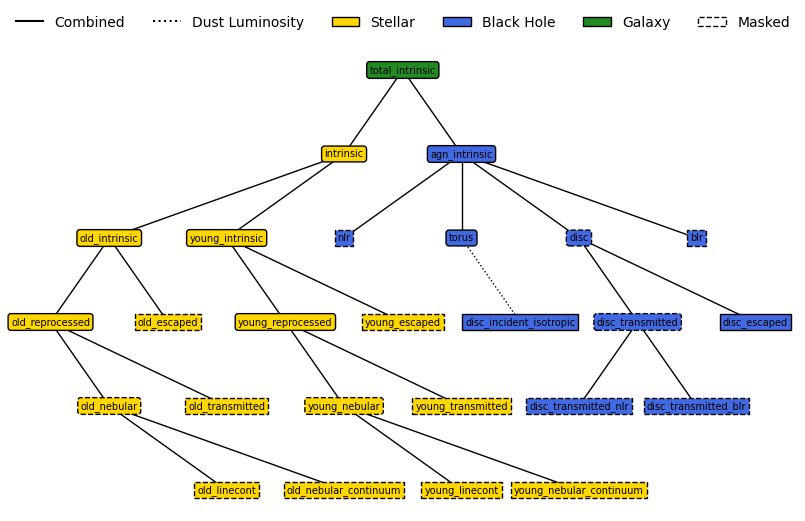 Combined Dust Luminosity Stellar Black Hole Galaxy Masked
total_intrinsic
intrinsic agn_intrinsic
old_intrinsic young_intrinsic nlr torus disc blr
old_reprocessed old_escaped young_reprocessed young_escaped disc_incident_isotropic disc_transmitted disc_escaped
old_nebular old_transmitted young_nebular young_transmitted disc_transmitted_nlr disc_transmitted_blr
old_linecont old_nebular_continuum young_linecont young_nebular_continuum